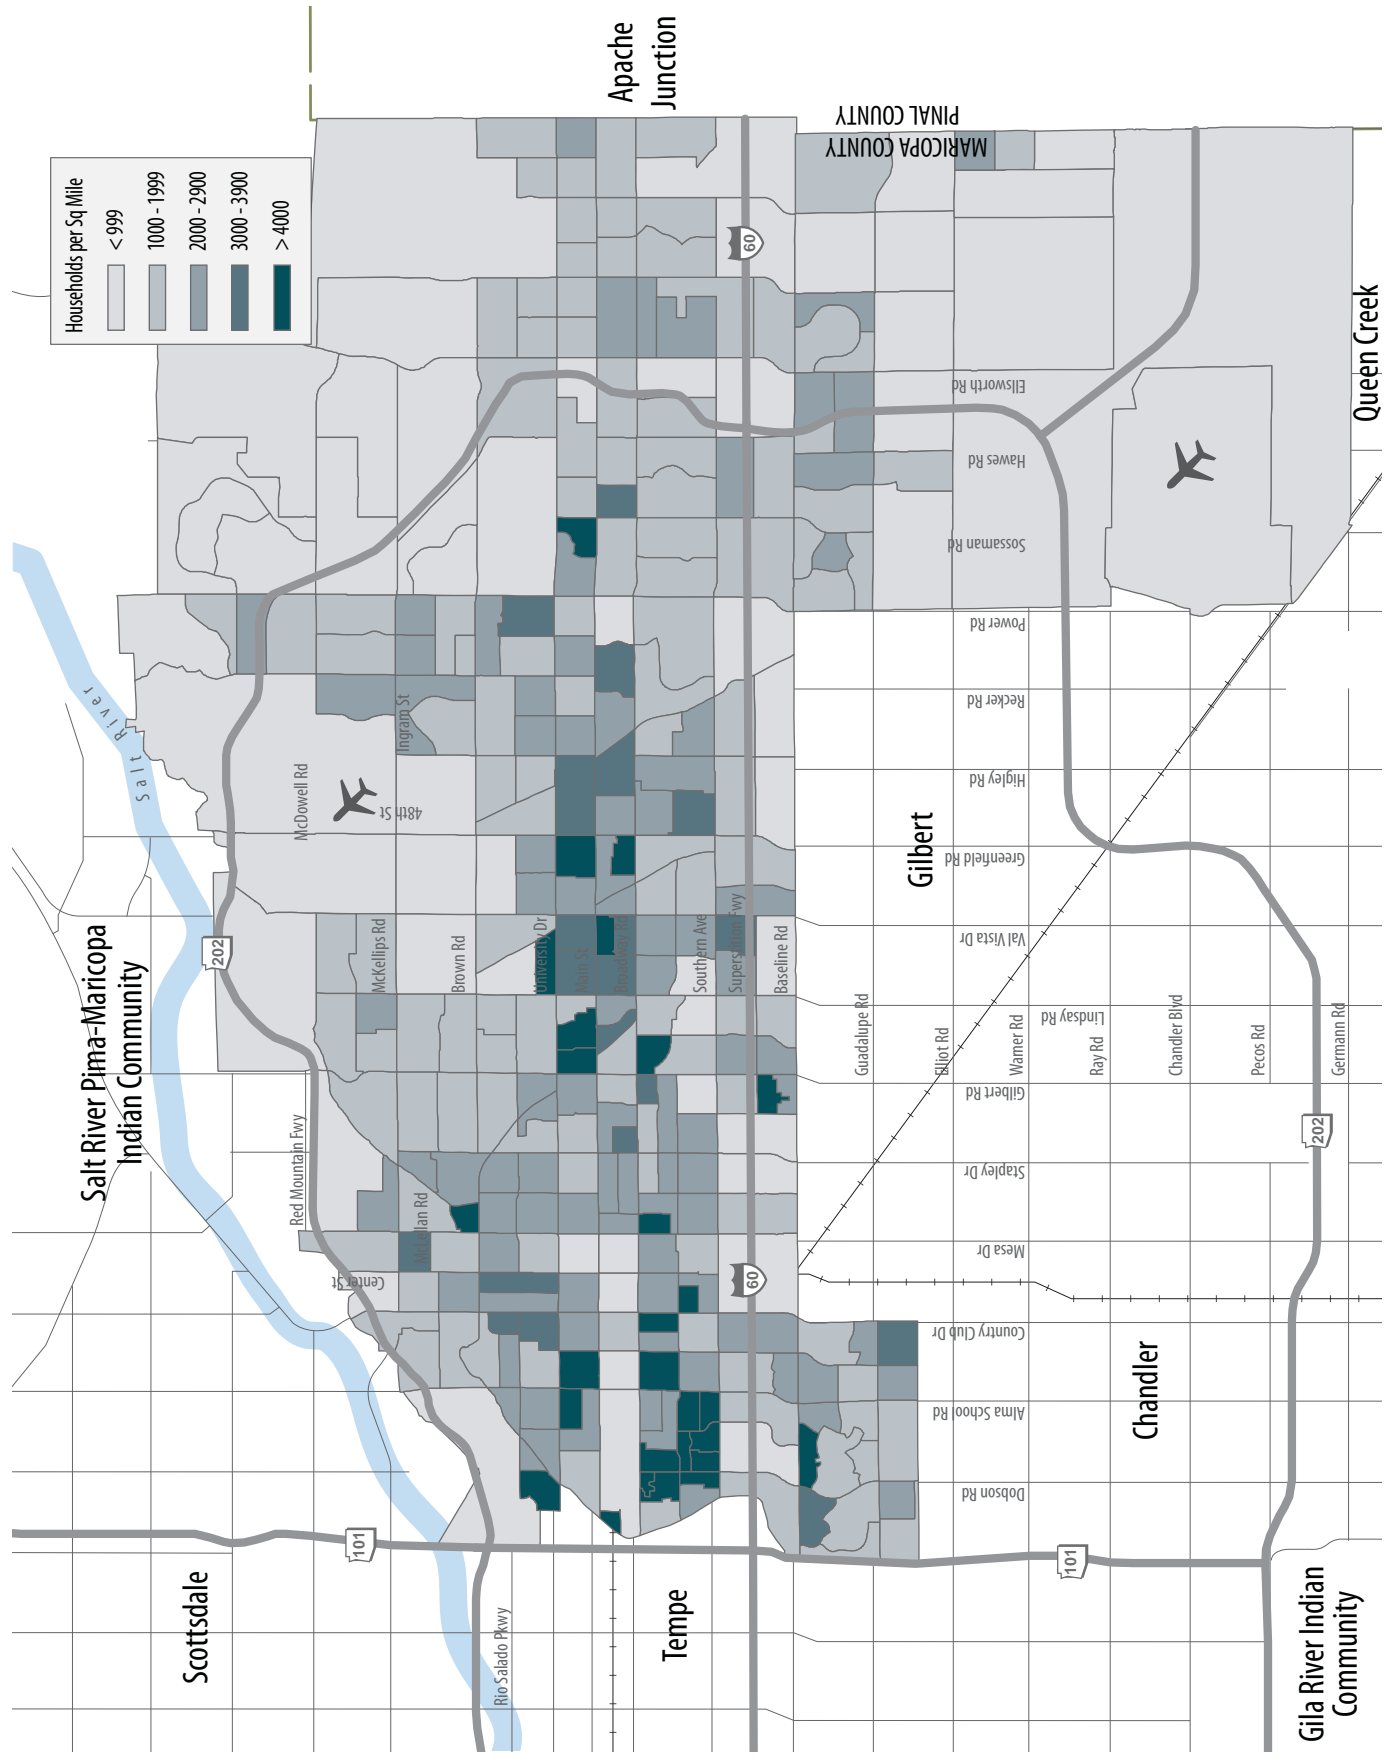 Households per Sq Mile
< 999
1000 - 1999
2000 - 2900
3000 - 3900
> 4000
Apache
Junction
PINAL COUNTY
MARICOPA COUNTY
Queen Creek
Salt River
Salt River Pima-Maricopa
Indian Community
Scottsdale
Tempe
Gilbert
Chandler
Gila River Indian
Community
202
202
101
101
60
60
Red Mountain Fwy
Rio Salado Pkwy
McDowell Rd
McKellips Rd
McLellan Rd
Brown Rd
University Dr
Main St
Broadway Rd
Southern Ave
Superstition Fwy
Baseline Rd
Guadalupe Rd
Elliot Rd
Warner Rd
Ray Rd
Chandler Blvd
Pecos Rd
Germann Rd
Ingram St
48th St
Center St
Ellsworth Rd
Hawes Rd
Sossaman Rd
Power Rd
Recker Rd
Higley Rd
Greenfield Rd
Val Vista Dr
Lindsay Rd
Gilbert Rd
Stapley Dr
Mesa Dr
Country Club Dr
Alma School Rd
Dobson Rd